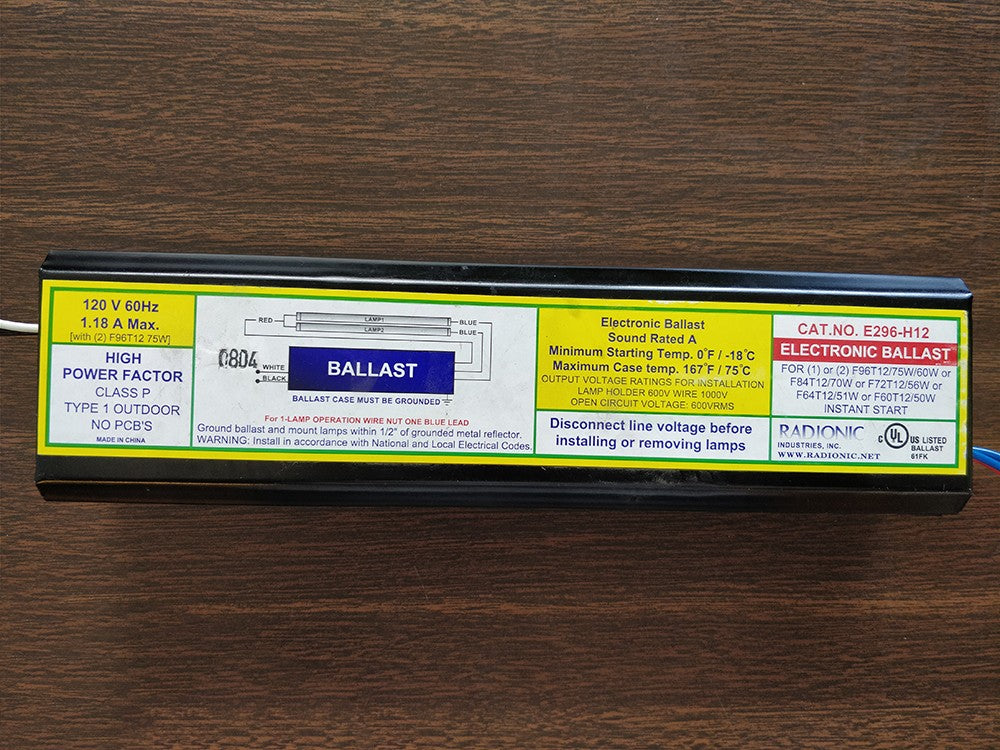 120 V 60Hz
1.18 A Max.
[with (2) F96T12 75W]
HIGH
POWER FACTOR
CLASS P
TYPE 1 OUTDOOR
NO PCB'S
MADE IN CHINA
RED
LAMP1
LAMP2
BLUE
BLUE
0804
WHITE
BLACK
BALLAST
BALLAST CASE MUST BE GROUNDED
For 1-LAMP OPERATION WIRE NUT ONE BLUE LEAD
Ground ballast and mount lamps within 1/2" of grounded metal reflector.
WARNING: Install in accordance with National and Local Electrical Codes.
Electronic Ballast
Sound Rated A
Minimum Starting Temp. 0°F / -18°C
Maximum Case temp. 167°F / 75°C
OUTPUT VOLTAGE RATINGS FOR INSTALLATION
LAMP HOLDER 600V WIRE 1000V
OPEN CIRCUIT VOLTAGE: 600VRMS
Disconnect line voltage before
installing or removing lamps
CAT.NO. E296-H12
ELECTRONIC BALLAST
FOR (1) or (2) F96T12/75W/60W or
F84T12/70W or F72T12/56W or
F64T12/51W or F60T12/50W
INSTANT START
RADIONIC
INDUSTRIES, INC.
WWW.RADIONIC.NET
C UL US LISTED
BALLAST
61FK